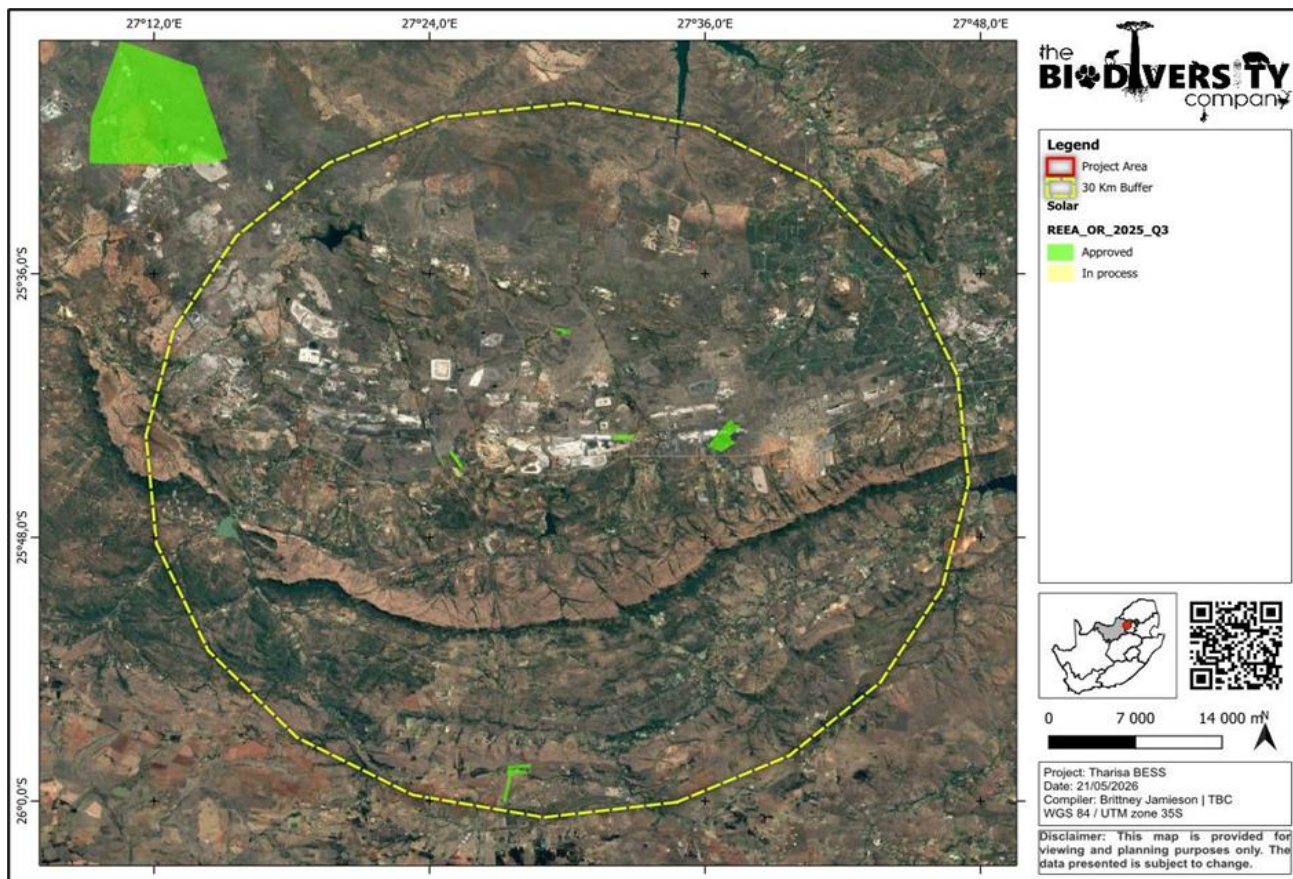 27°12,0'E 27°24,0'E 27°36,0'E 27°48,0'E
25°36,0'S
25°48,0'S
26°0,0'S
the
BIODIVERSITY
company
Legend
Project Area
30 Km Buffer
Solar
REEA_OR_2025_Q3
Approved
In process
0 7 000 14 000 m
N
Project: Tharisa BESS
Date: 21/05/2026
Compiler: Brittney Jamieson | TBC
WGS 84 / UTM zone 35S
Disclaimer: This map is provided for
viewing and planning purposes only. The
data presented is subject to change.